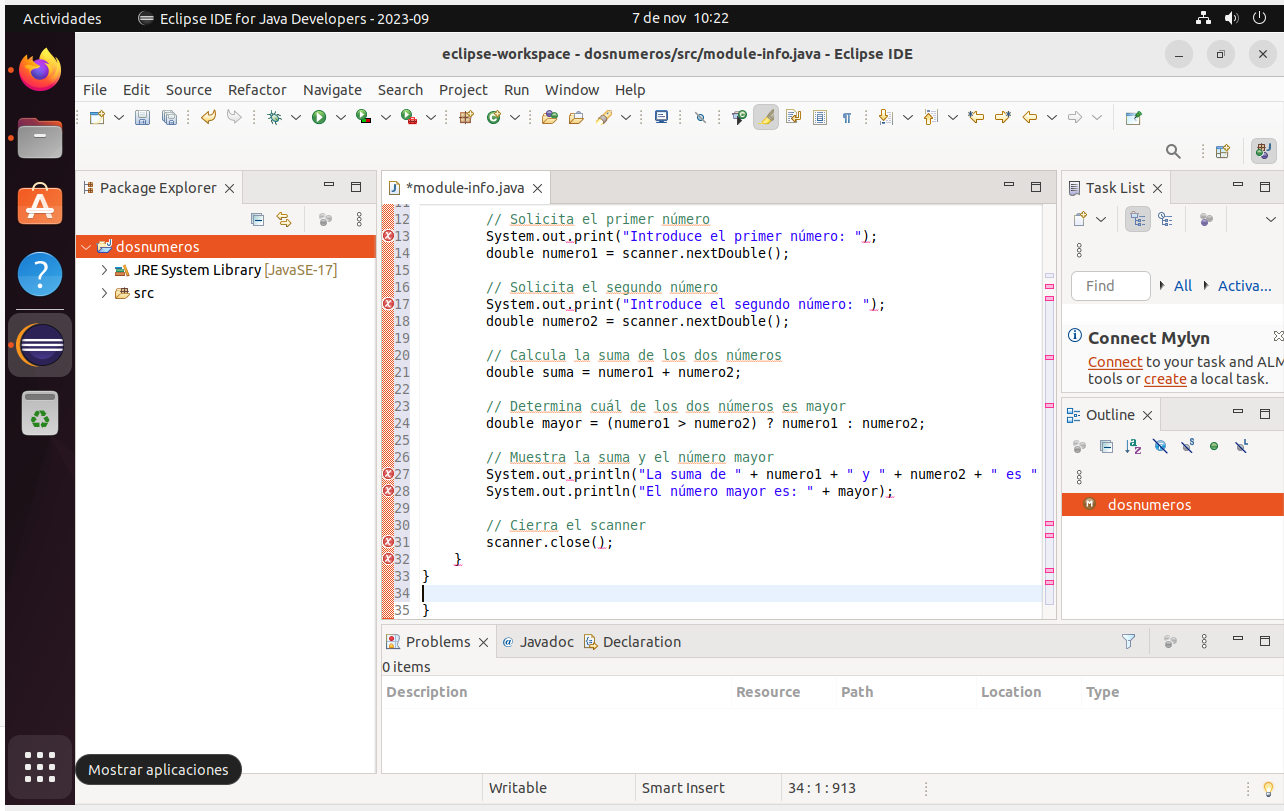 Actividades Eclipse IDE for Java Developers - 2023-09 7 de nov 10:22
eclipse-workspace - dosnumeros/src/module-info.java - Eclipse IDE
File Edit Source Refactor Navigate Search Project Run Window Help
Package Explorer
dosnumeros
JRE System Library [JavaSE-17]
src
*module-info.java
12 // Solicita el primer número
13 System.out.print("Introduce el primer número: ");
14 double numero1 = scanner.nextDouble();
15
16 // Solicita el segundo número
17 System.out.print("Introduce el segundo número: ");
18 double numero2 = scanner.nextDouble();
19
20 // Calcula la suma de los dos números
21 double suma = numero1 + numero2;
22
23 // Determina cuál de los dos números es mayor
24 double mayor = (numero1 > numero2) ? numero1 : numero2;
25
26 // Muestra la suma y el número mayor
27 System.out.println("La suma de " + numero1 + " y " + numero2 + " es "
28 System.out.println("El número mayor es: " + mayor);
29
30 // Cierra el scanner
31 scanner.close();
32 }
33 }
34
35 }
Task List
Find All Activa...
Connect Mylyn
Connect to your task and ALM
tools or create a local task.
Outline
dosnumeros
Problems Javadoc Declaration
0 items
Description Resource Path Location Type
Mostrar aplicaciones
Writable Smart Insert 34 : 1 : 913